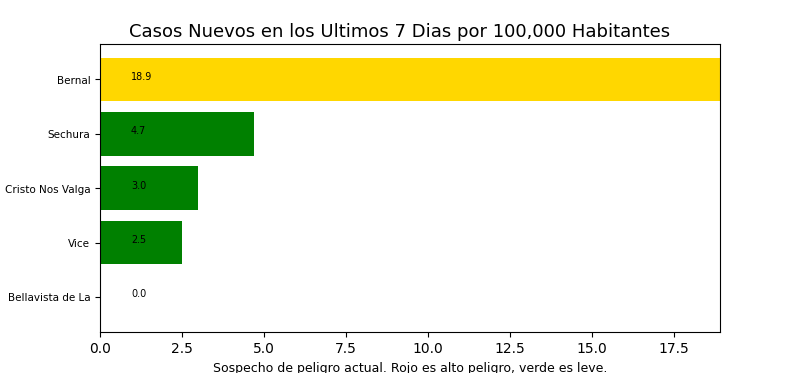 Casos Nuevos en los Ultimos 7 Dias por 100,000 Habitantes
Bernal 18.9
Sechura 4.7
Cristo Nos Valga 3.0
Vice 2.5
Bellavista de La 0.0
0.0 2.5 5.0 7.5 10.0 12.5 15.0 17.5
Sospecho de peligro actual. Rojo es alto peligro, verde es leve.